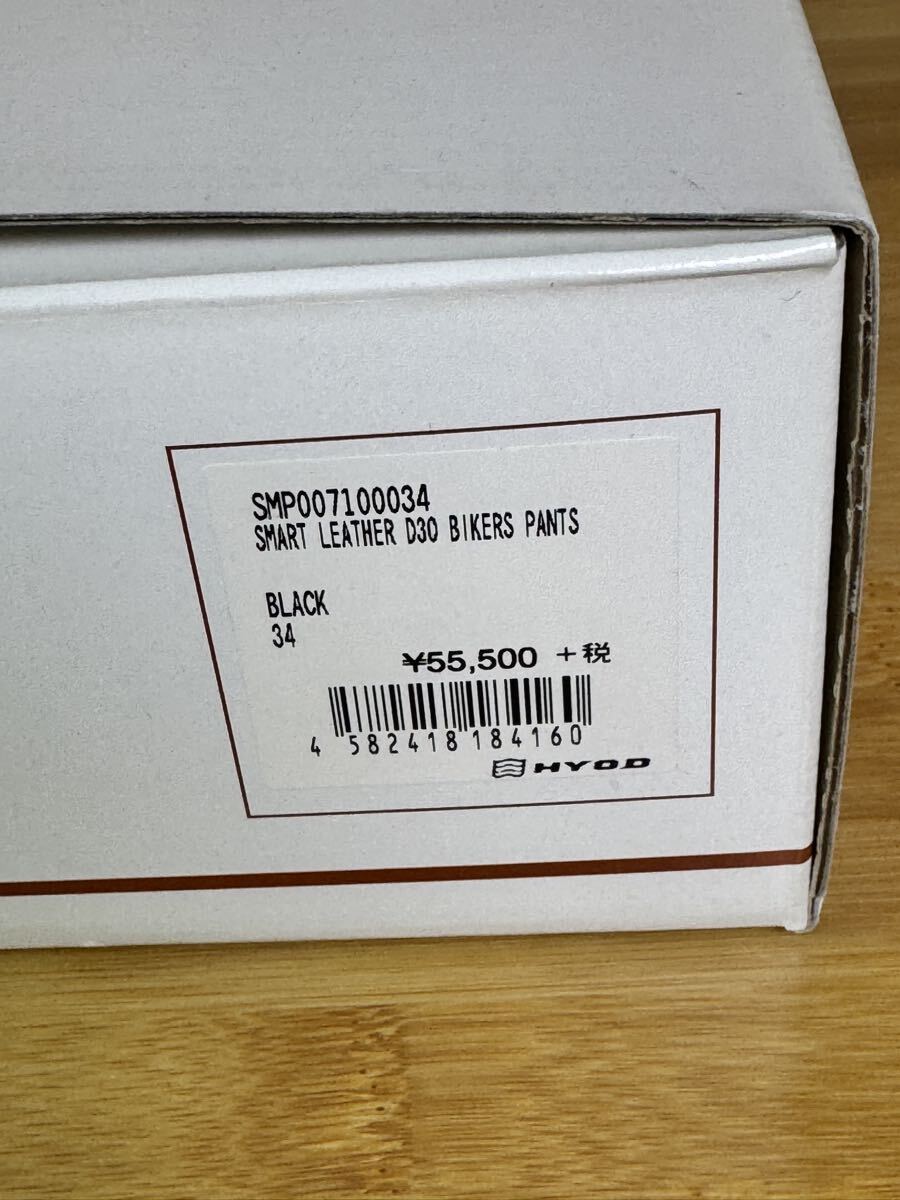 SMP007100034
SMART LEATHER D30 BIKERS PANTS
BLACK
34
¥55,500 +税
4 582418 184160
HYOD